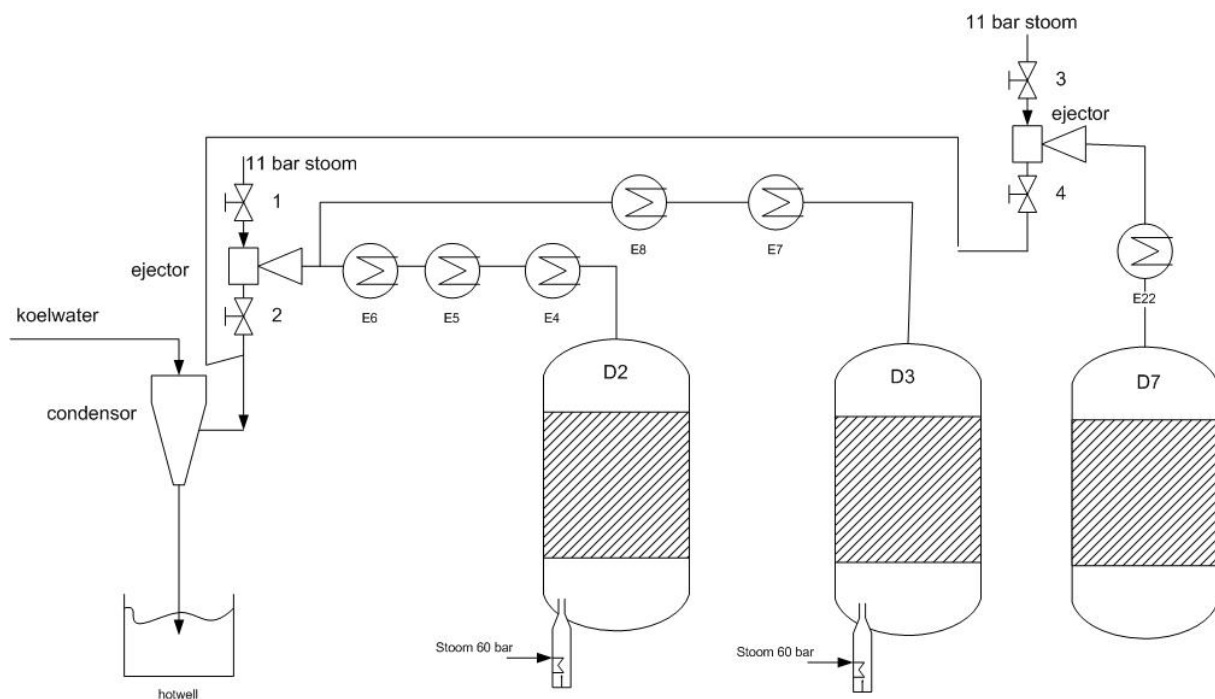 11 bar stoom
3
ejector
4
11 bar stoom
1
ejector
2
E8
E7
E6
E5
E4
E22
koelwater
condensor
D2
D3
D7
Stoom 60 bar
Stoom 60 bar
hotwell